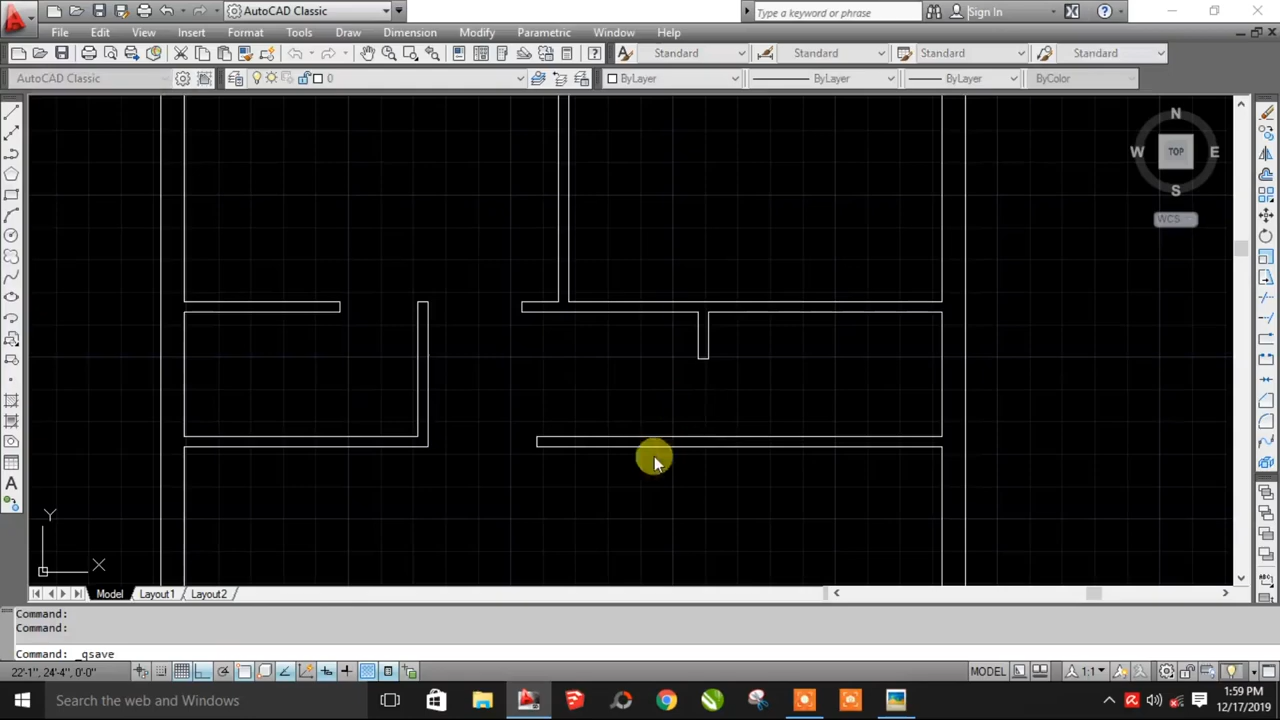 AutoCAD Classic
Type a keyword or phrase
Sign In
File Edit View Insert Format Tools Draw Dimension Modify Parametric Window Help
Standard Standard Standard Standard
AutoCAD Classic 0 ByLayer ByLayer ByLayer ByColor
N
W TOP E
S
WCS
Y
X
Model Layout1 Layout2
Command:
Command:
Command: _qsave
22'-1", 24'-4", 0'-0" MODEL 1:1
Search the web and Windows
1:59 PM
12/17/2019